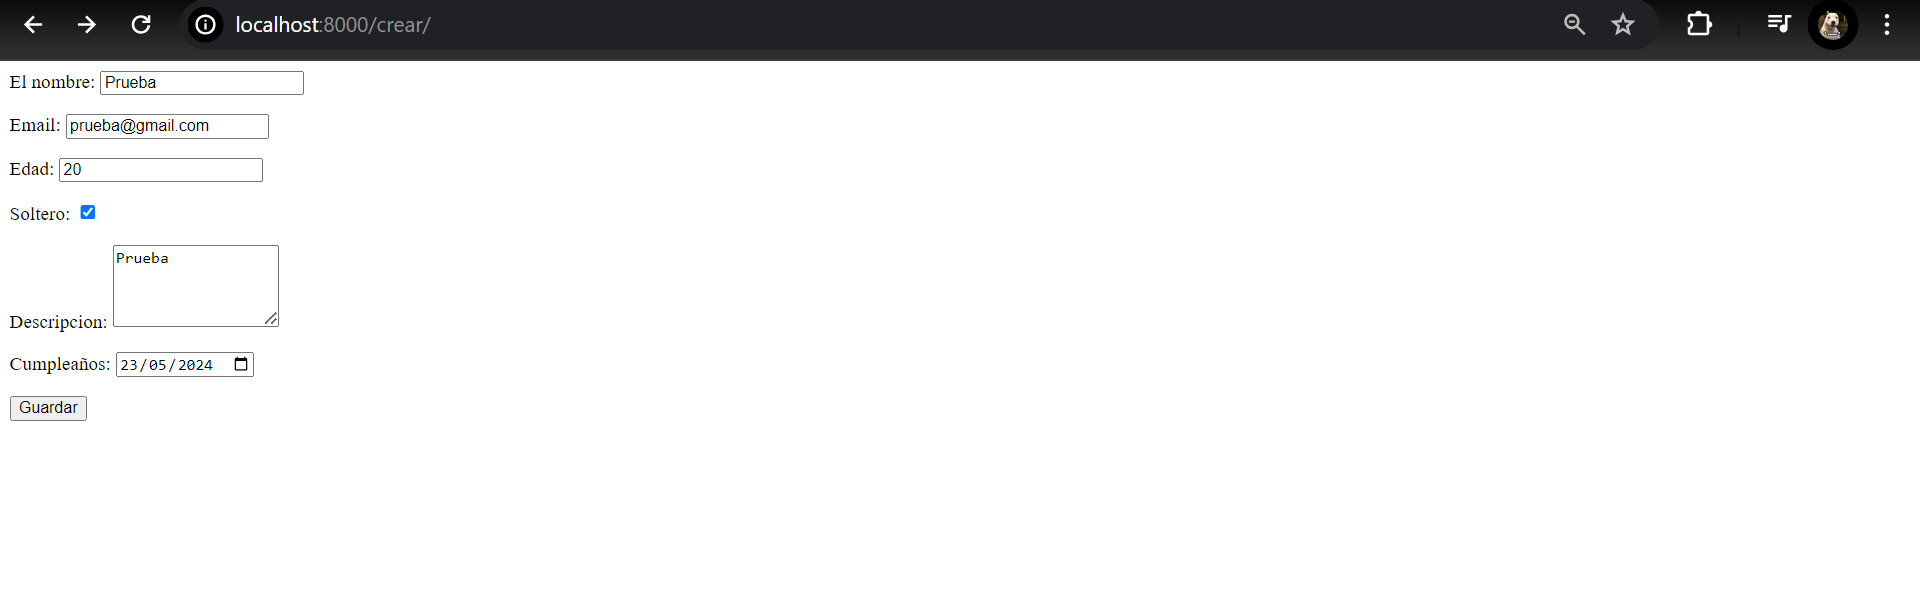 localhost:8000/crear/
El nombre: Prueba
Email: prueba@gmail.com
Edad: 20
Soltero:
Prueba
Descripcion:
Cumpleaños: 23/05/2024
Guardar